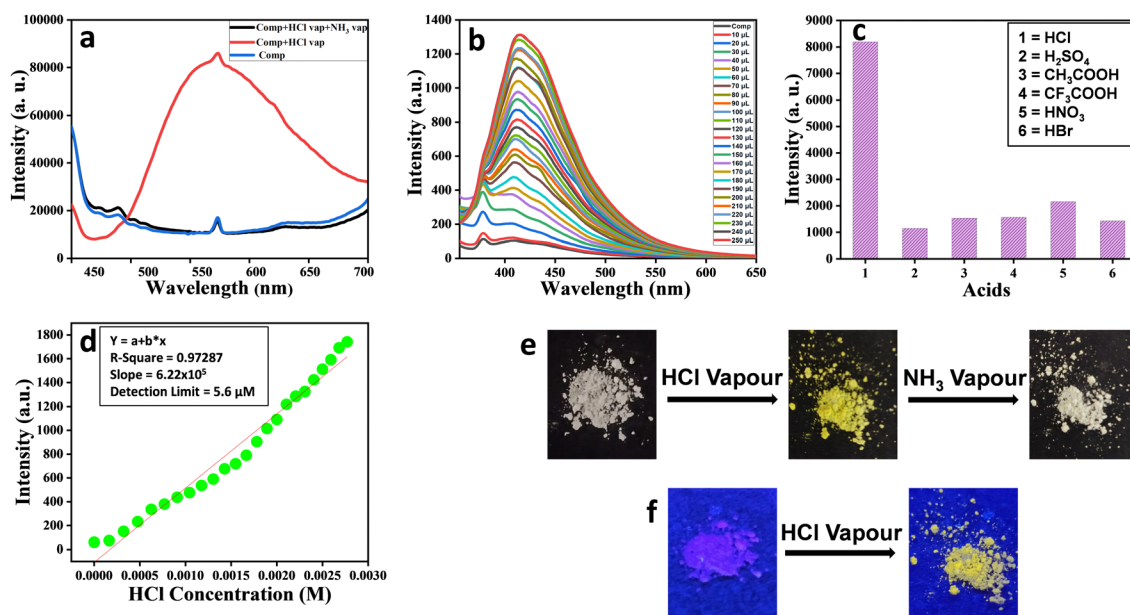 a
Comp+HCl vap+NH₃ vap
Comp+HCl vap
Comp
Intensity (a. u.)
100000
80000
60000
40000
20000
0
450 500 550 600 650 700
Wavelength (nm)
b
Intensity (a.u.)
1400
1200
1000
800
600
400
200
0
400 450 500 550 600 650
Wavelength (nm)
Comp
10 µL
20 µL
30 µL
40 µL
50 µL
60 µL
70 µL
80 µL
90 µL
100 µL
110 µL
120 µL
130 µL
140 µL
150 µL
160 µL
170 µL
180 µL
190 µL
200 µL
210 µL
220 µL
230 µL
240 µL
250 µL
c
Intensity (a. u.)
9000
8000
7000
6000
5000
4000
3000
2000
1000
0
1 2 3 4 5 6
Acids
1 = HCl
2 = H₂SO₄
3 = CH₃COOH
4 = CF₃COOH
5 = HNO₃
6 = HBr
d
Y = a+b*x
R-Square = 0.97287
Slope = 6.22x10⁵
Detection Limit = 5.6 µM
Intensity (a.u.)
1800
1600
1400
1200
1000
800
600
400
200
0
0.0000 0.0005 0.0010 0.0015 0.0020 0.0025 0.0030
HCl Concentration (M)
e
HCl Vapour
NH₃ Vapour
f
HCl Vapour